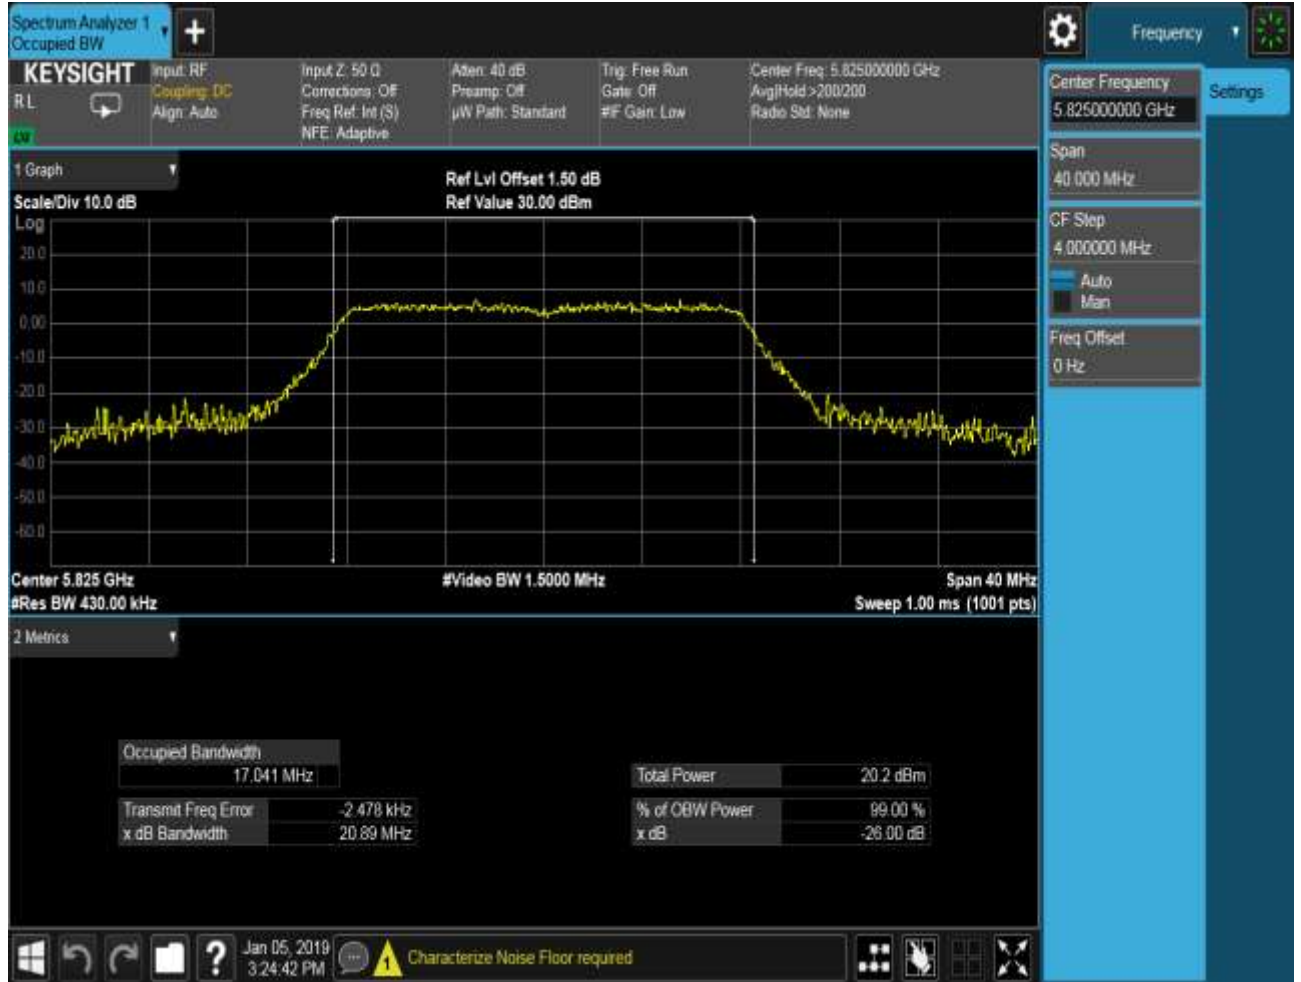 Spectrum Analyzer 1
Occupied BW
Frequency
KEYSIGHT
Input: RF
Input Z: 50 Ω
Atten: 40 dB
Trig: Free Run
Center Freq: 5.825000000 GHz
RL
Coupling: DC
Corrections: Off
Preamp: Off
Gate: Off
Avg|Hold:>200/200
Align: Auto
Freq Ref: Int (S)
µW Path: Standard
#IF Gain: Low
Radio Std: None
NFE: Adaptive
Center Frequency
5.825000000 GHz
Settings
Span
40.000 MHz
CF Step
4.000000 MHz
Auto
Man
Freq Offset
0 Hz
1 Graph
Ref Lvl Offset 1.50 dB
Scale/Div 10.0 dB
Ref Value 30.00 dBm
Log
20.0
10.0
0.00
-10.0
-20.0
-30.0
-40.0
-50.0
-60.0
Center 5.825 GHz
#Video BW 1.5000 MHz
Span 40 MHz
#Res BW 430.00 kHz
Sweep 1.00 ms (1001 pts)
2 Metrics
Occupied Bandwidth
17.041 MHz
Total Power
20.2 dBm
Transmit Freq Error
-2.478 kHz
% of OBW Power
99.00 %
x dB Bandwidth
20.89 MHz
x dB
-26.00 dB
?
Jan 05, 2019
3:24:42 PM
1
Characterize Noise Floor required